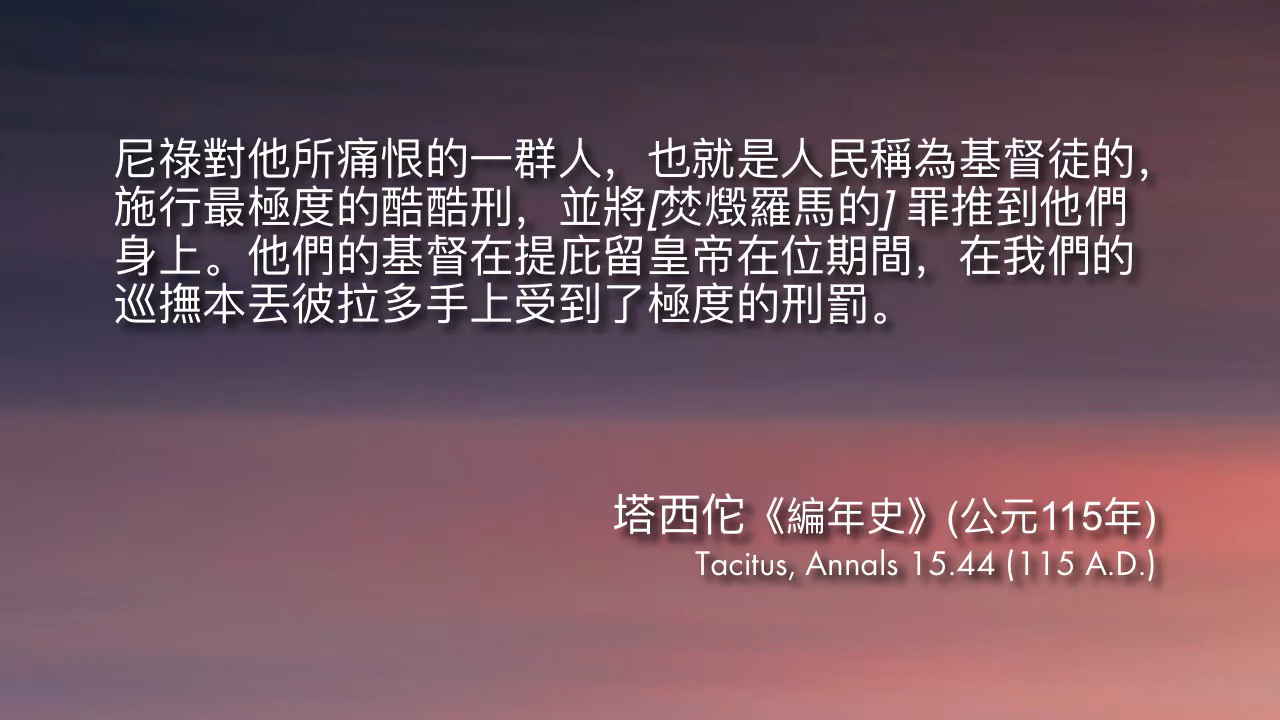 尼祿對他所痛恨的一群人，也就是人民稱為基督徒的，
施行最極度的酷酷刑，並將[焚燬羅馬的] 罪推到他們
身上。他們的基督在提庇留皇帝在位期間，在我們的
巡撫本丟彼拉多手上受到了極度的刑罰。
塔西佗《編年史》(公元115年)
Tacitus, Annals 15.44 (115 A.D.)